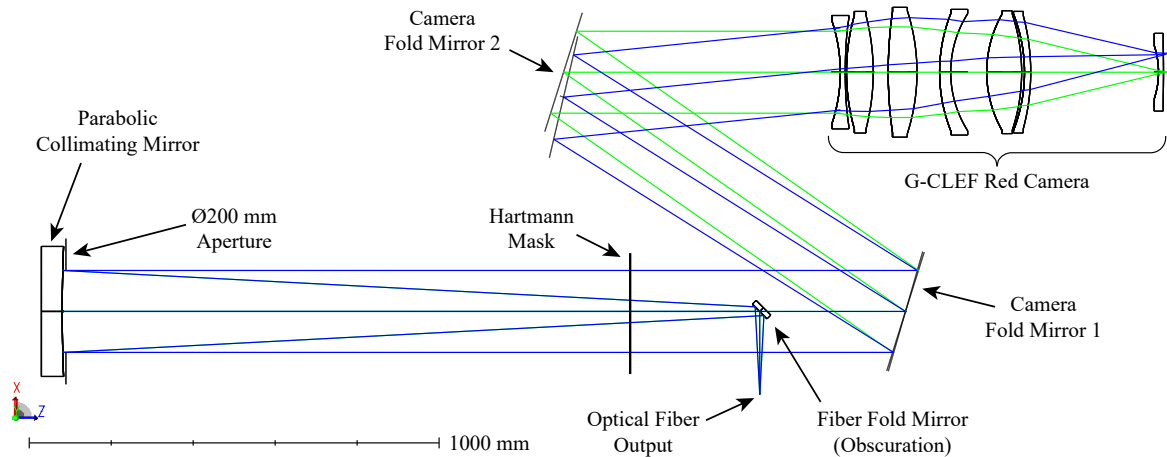 Camera
Fold Mirror 2
Parabolic
Collimating Mirror
G-CLEF Red Camera
Ø200 mm
Aperture
Hartmann
Mask
Camera
Fold Mirror 1
X
Z
Optical Fiber
Output
Fiber Fold Mirror
(Obscuration)
1000 mm